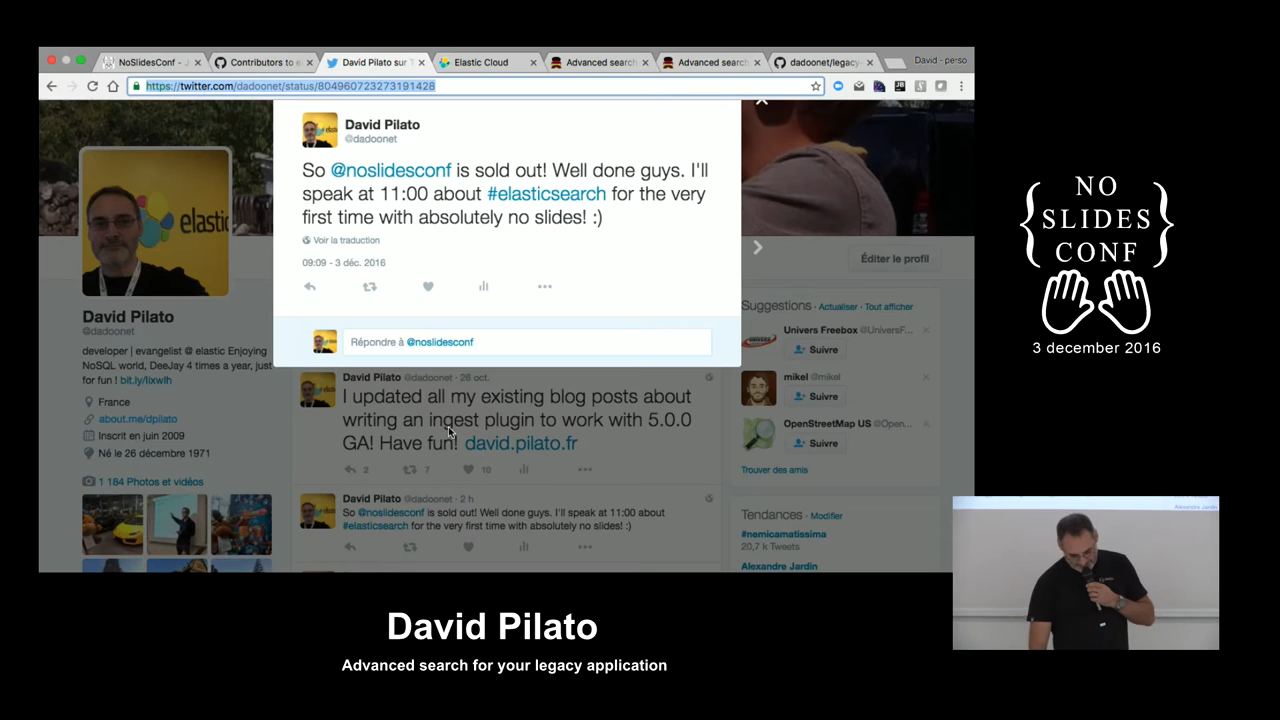 NoSlidesConf - J
Contributors to e
David Pilato sur T
Elastic Cloud
Advanced search
Advanced search
dadoonet/legacy-
David - perso
https://twitter.com/dadoonet/status/804960723273191428
David Pilato
@dadoonet
So @noslidesconf is sold out! Well done guys. I'll
speak at 11:00 about #elasticsearch for the very
first time with absolutely no slides! :)
Voir la traduction
09:09 - 3 déc. 2016
Répondre à @noslidesconf
elastic
David Pilato
@dadoonet
developer | evangelist @ elastic Enjoying
NoSQL world, DeeJay 4 times a year, just
for fun ! bit.ly/lixwlh
France
about.me/dpilato
Inscrit en juin 2009
Né le 26 décembre 1971
1 184 Photos et vidéos
David Pilato @dadoonet · 26 oct.
I updated all my existing blog posts about
writing an ingest plugin to work with 5.0.0
GA! Have fun! david.pilato.fr
2
7
10
David Pilato @dadoonet · 2 h
So @noslidesconf is sold out! Well done guys. I'll speak at 11:00 about
#elasticsearch for the very first time with absolutely no slides! :)
Éditer le profil
Suggestions · Actualiser · Tout afficher
Univers Freebox @UniversF...
Suivre
mikel @mikel
Suivre
OpenStreetMap US @Open...
Suivre
Trouver des amis
Tendances · Modifier
#nemicamatissima
20,7 k Tweets
Alexandre Jardin
NO
SLIDES
CONF
3 december 2016
Alexandre Jardin
David Pilato
Advanced search for your legacy application